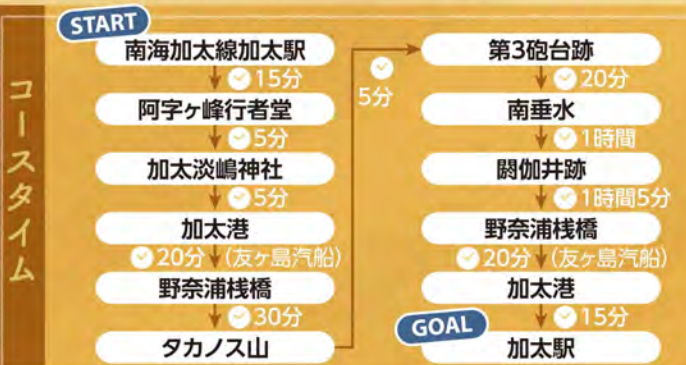 コースタイム
START
南海加太線加太駅
15分
阿字ヶ峰行者堂
5分
加太淡嶋神社
5分
加太港
20分（友ヶ島汽船）
野奈浦桟橋
30分
タカノス山
5分
第3砲台跡
20分
南垂水
1時間
閼伽井跡
1時間5分
野奈浦桟橋
20分（友ヶ島汽船）
加太港
15分
GOAL
加太駅